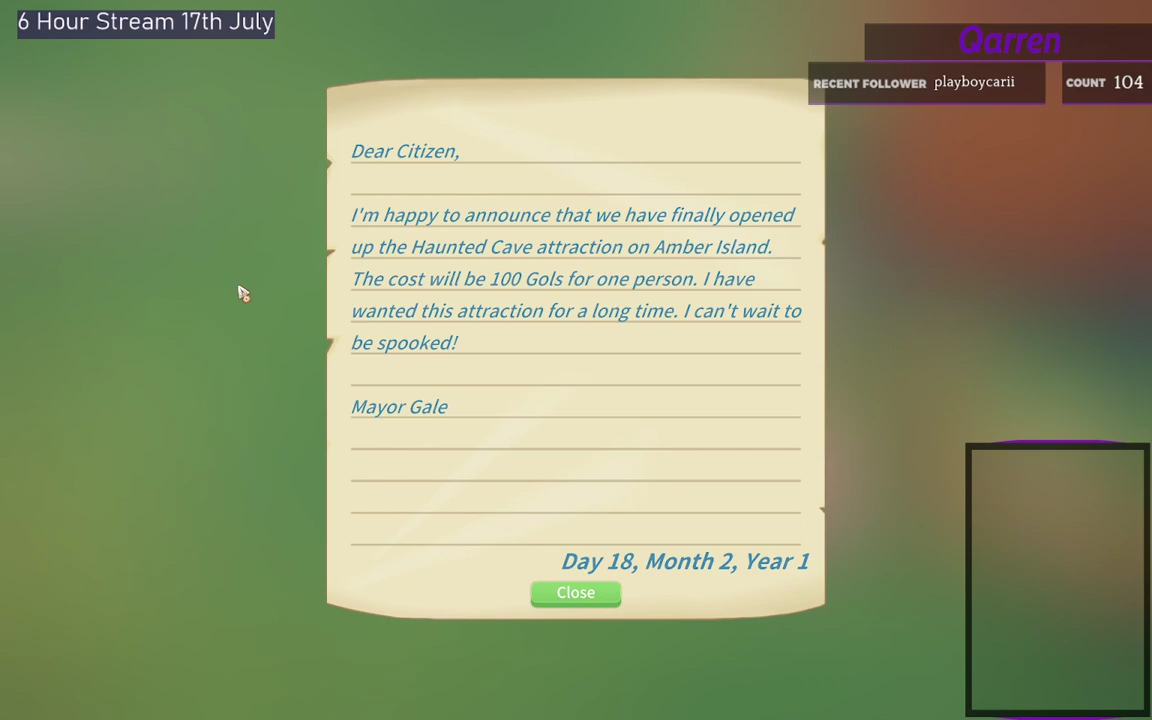 6 Hour Stream 17th July
Qarren
RECENT FOLLOWER playboycarii
COUNT 104
Dear Citizen,
I'm happy to announce that we have finally opened
up the Haunted Cave attraction on Amber Island.
The cost will be 100 Gols for one person. I have
wanted this attraction for a long time. I can't wait to
be spooked!
Mayor Gale
Day 18, Month 2, Year 1
Close